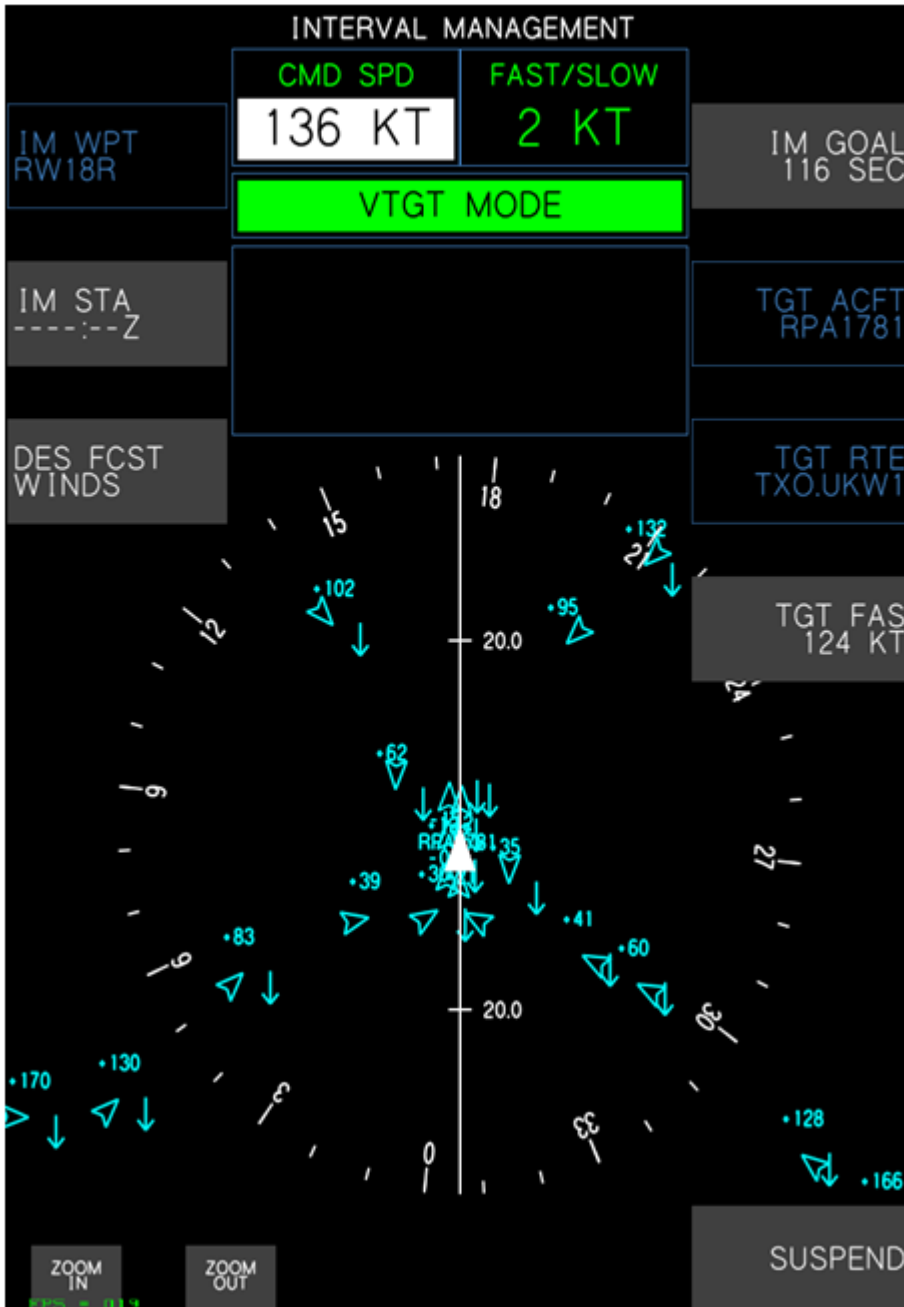 INTERVAL MANAGEMENT
CMD SPD
136 KT
FAST/SLOW
2 KT
VTGT MODE
IM WPT
RW18R
IM STA
----:--Z
DES FCST
WINDS
IM GOAL
116 SEC
TGT ACFT
RPA1781
TGT RTE
TXO.UKW1
TGT FAS
124 KT
15
18
+132
21
+102
+95
12
20.0
24
+62
6
+35
27
+39
+41
+83
+60
9
20.0
30
+170
+130
3
33
+128
0
+166
ZOOM
IN
ZOOM
OUT
SUSPEND
FPS = 019